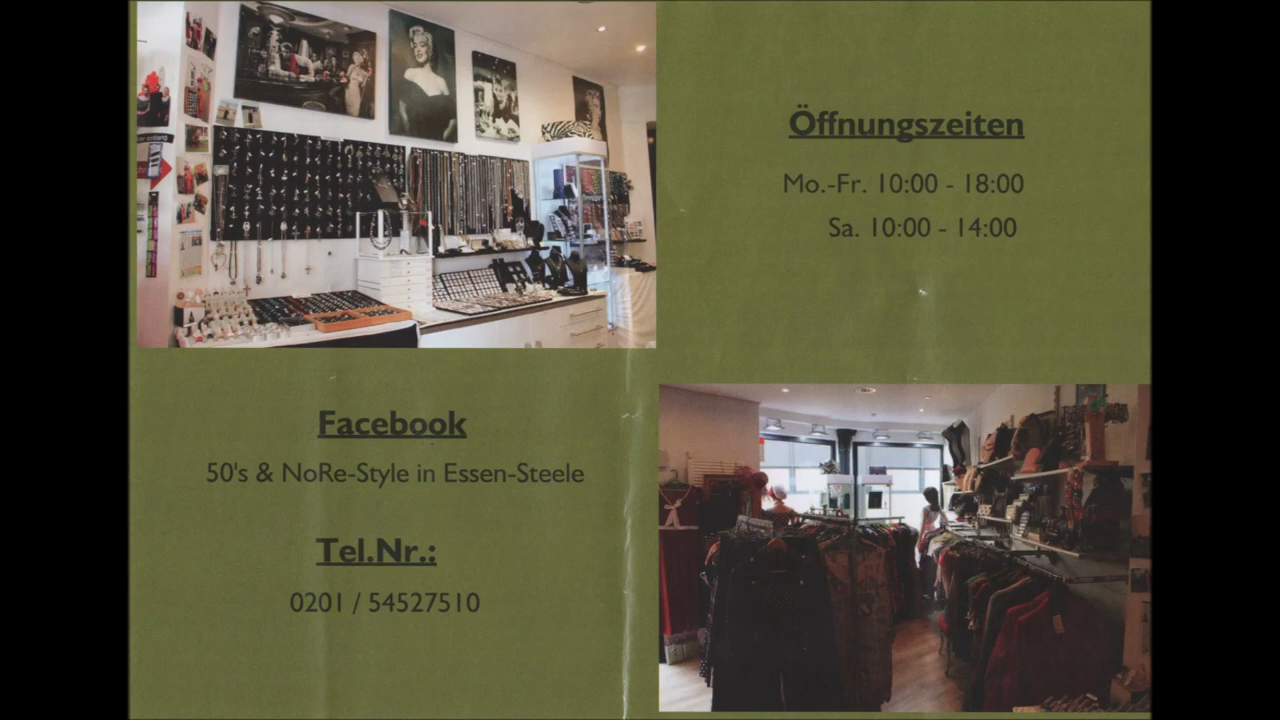 Öffnungszeiten
Mo.-Fr. 10:00 - 18:00
Sa. 10:00 - 14:00
Facebook
50's & NoRe-Style in Essen-Steele
Tel.Nr.:
0201 / 54527510